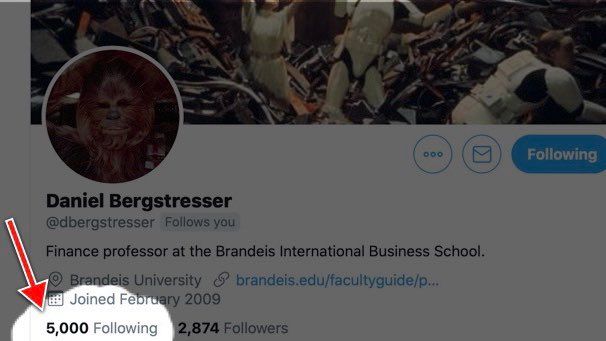 Following
Daniel Bergstresser
@dbergstresser Follows you
Finance professor at the Brandeis International Business School.
Brandeis University brandeis.edu/facultyguide/p...
Joined February 2009
5,000 Following 2,874 Followers